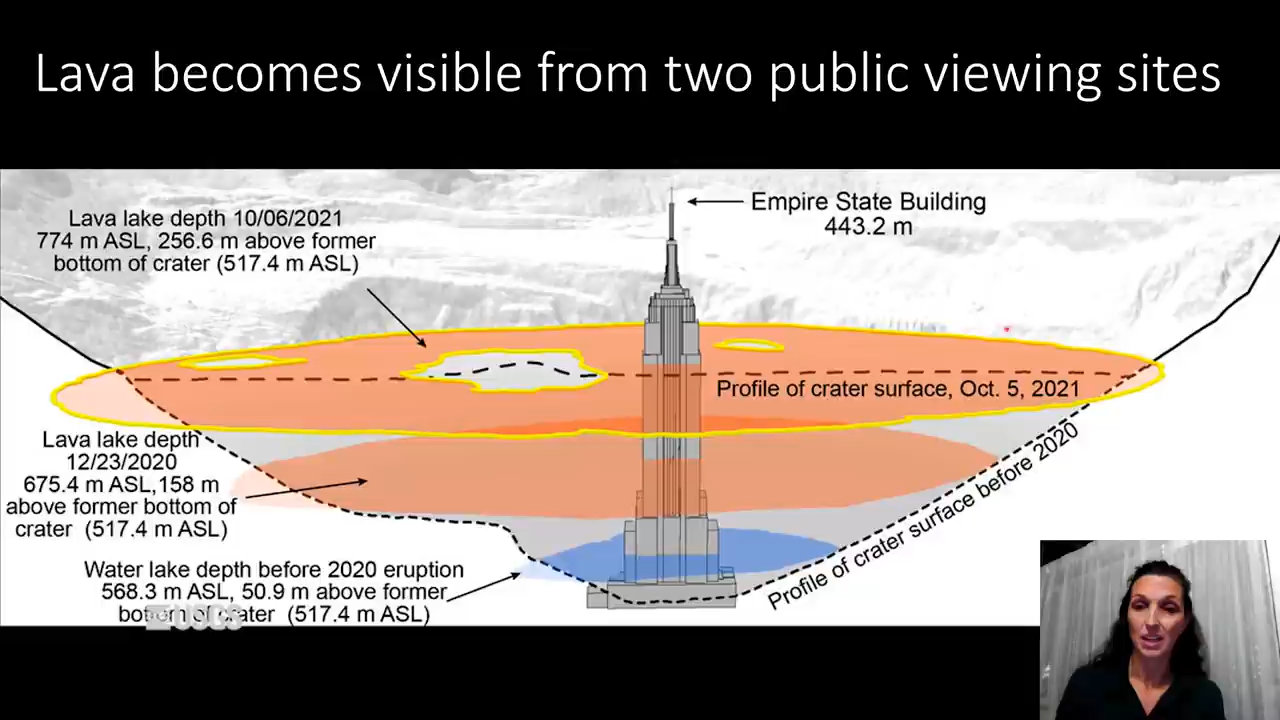 Lava becomes visible from two public viewing sites
Lava lake depth 10/06/2021
774 m ASL, 256.6 m above former
bottom of crater (517.4 m ASL)
Empire State Building
443.2 m
Profile of crater surface, Oct. 5, 2021
Lava lake depth
12/23/2020
675.4 m ASL,158 m
above former bottom of
crater (517.4 m ASL)
Profile of crater surface before 2020
Water lake depth before 2020 eruption
568.3 m ASL, 50.9 m above former
bottom of crater (517.4 m ASL)
USGS